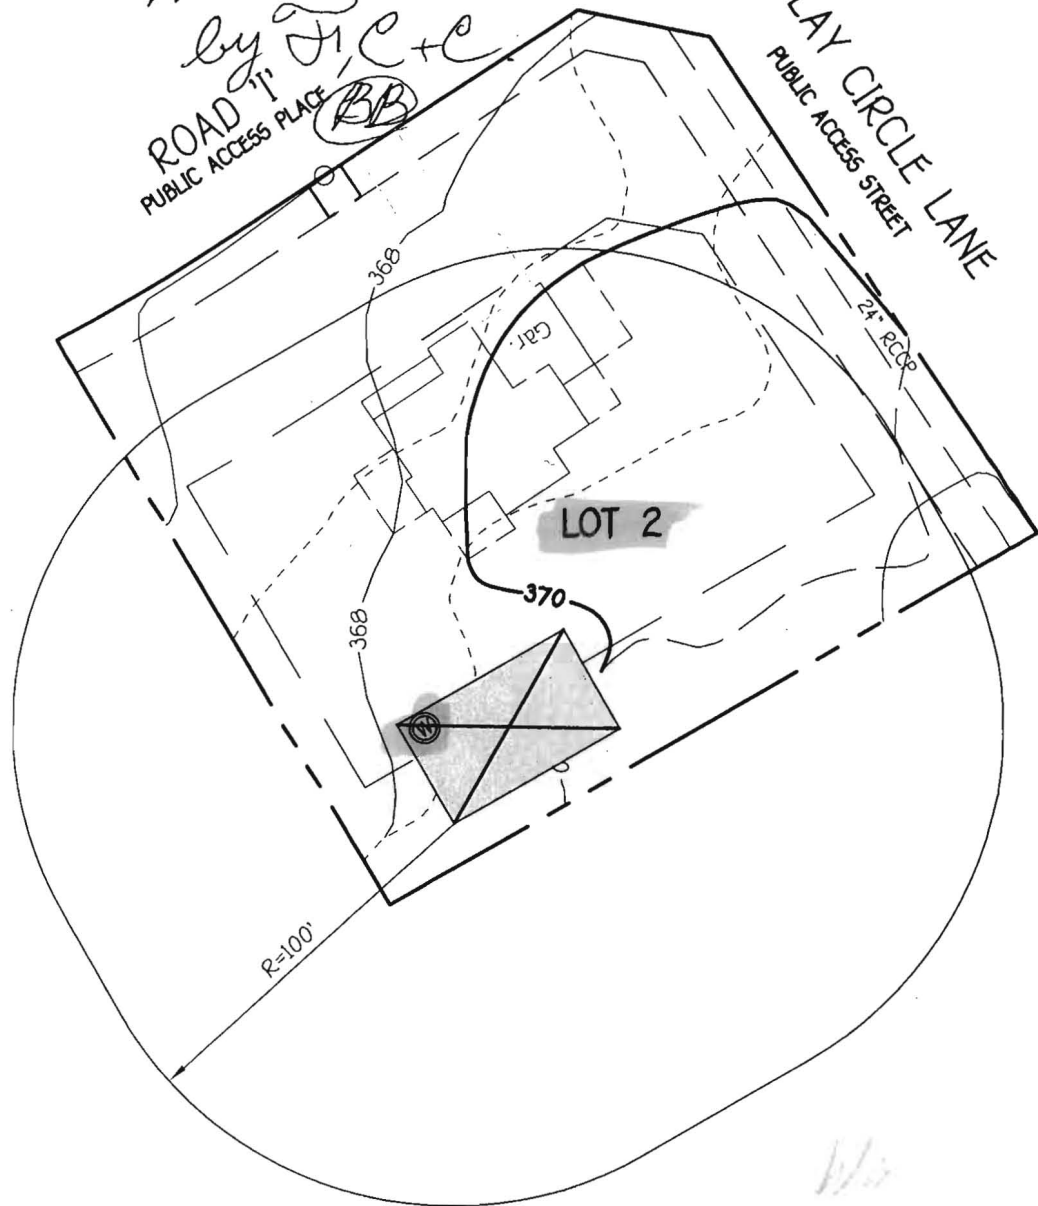 by
C+C
BB
ROAD 'I'
PUBLIC ACCESS PLACE
LAY CIRCLE LANE
PUBLIC ACCESS STREET
368
24" RCCP
Gar.
LOT 2
370
368
W
R=100'